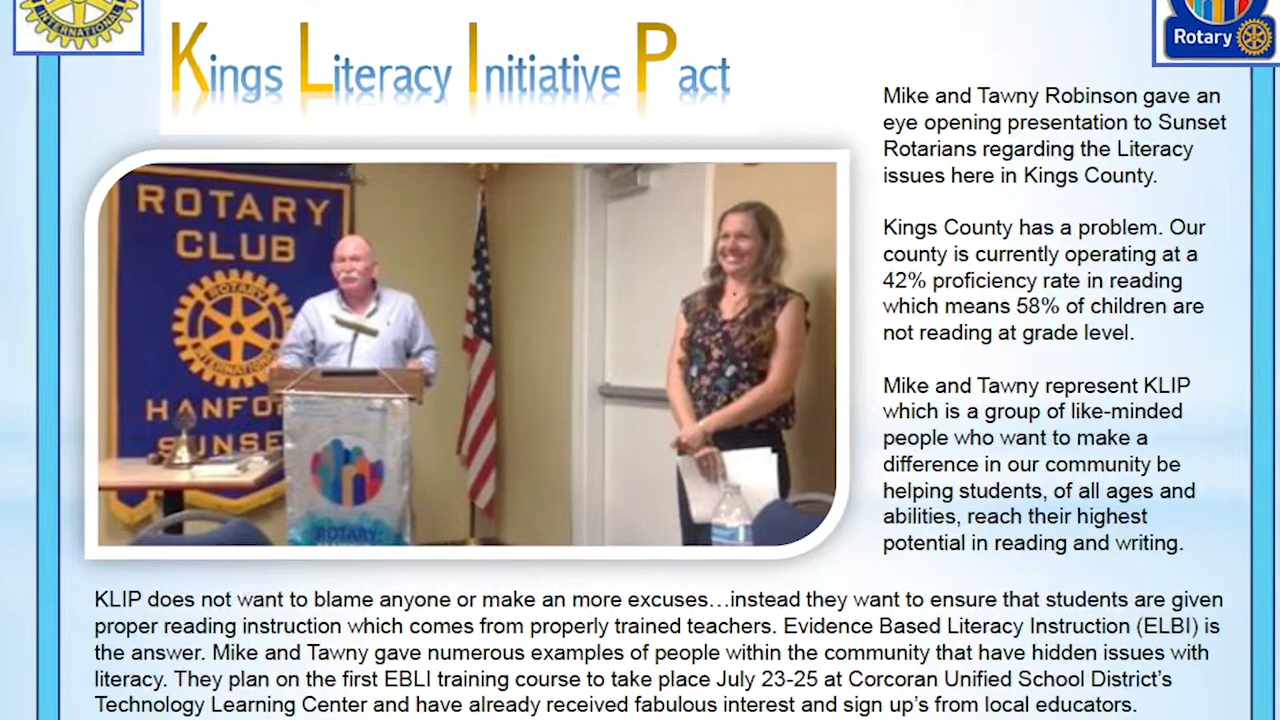 INTERNATIONAL
Kings Literacy Initiative Pact
Rotary
Mike and Tawny Robinson gave an
eye opening presentation to Sunset
Rotarians regarding the Literacy
issues here in Kings County.
Kings County has a problem. Our
county is currently operating at a
42% proficiency rate in reading
which means 58% of children are
not reading at grade level.
Mike and Tawny represent KLIP
which is a group of like-minded
people who want to make a
difference in our community be
helping students, of all ages and
abilities, reach their highest
potential in reading and writing.
ROTARY
CLUB
ROTARY
INTERNATIONAL
HANFO
SUNSE
ROTARY:
KLIP does not want to blame anyone or make an more excuses…instead they want to ensure that students are given
proper reading instruction which comes from properly trained teachers. Evidence Based Literacy Instruction (ELBI) is
the answer. Mike and Tawny gave numerous examples of people within the community that have hidden issues with
literacy. They plan on the first EBLI training course to take place July 23-25 at Corcoran Unified School District’s
Technology Learning Center and have already received fabulous interest and sign up’s from local educators.